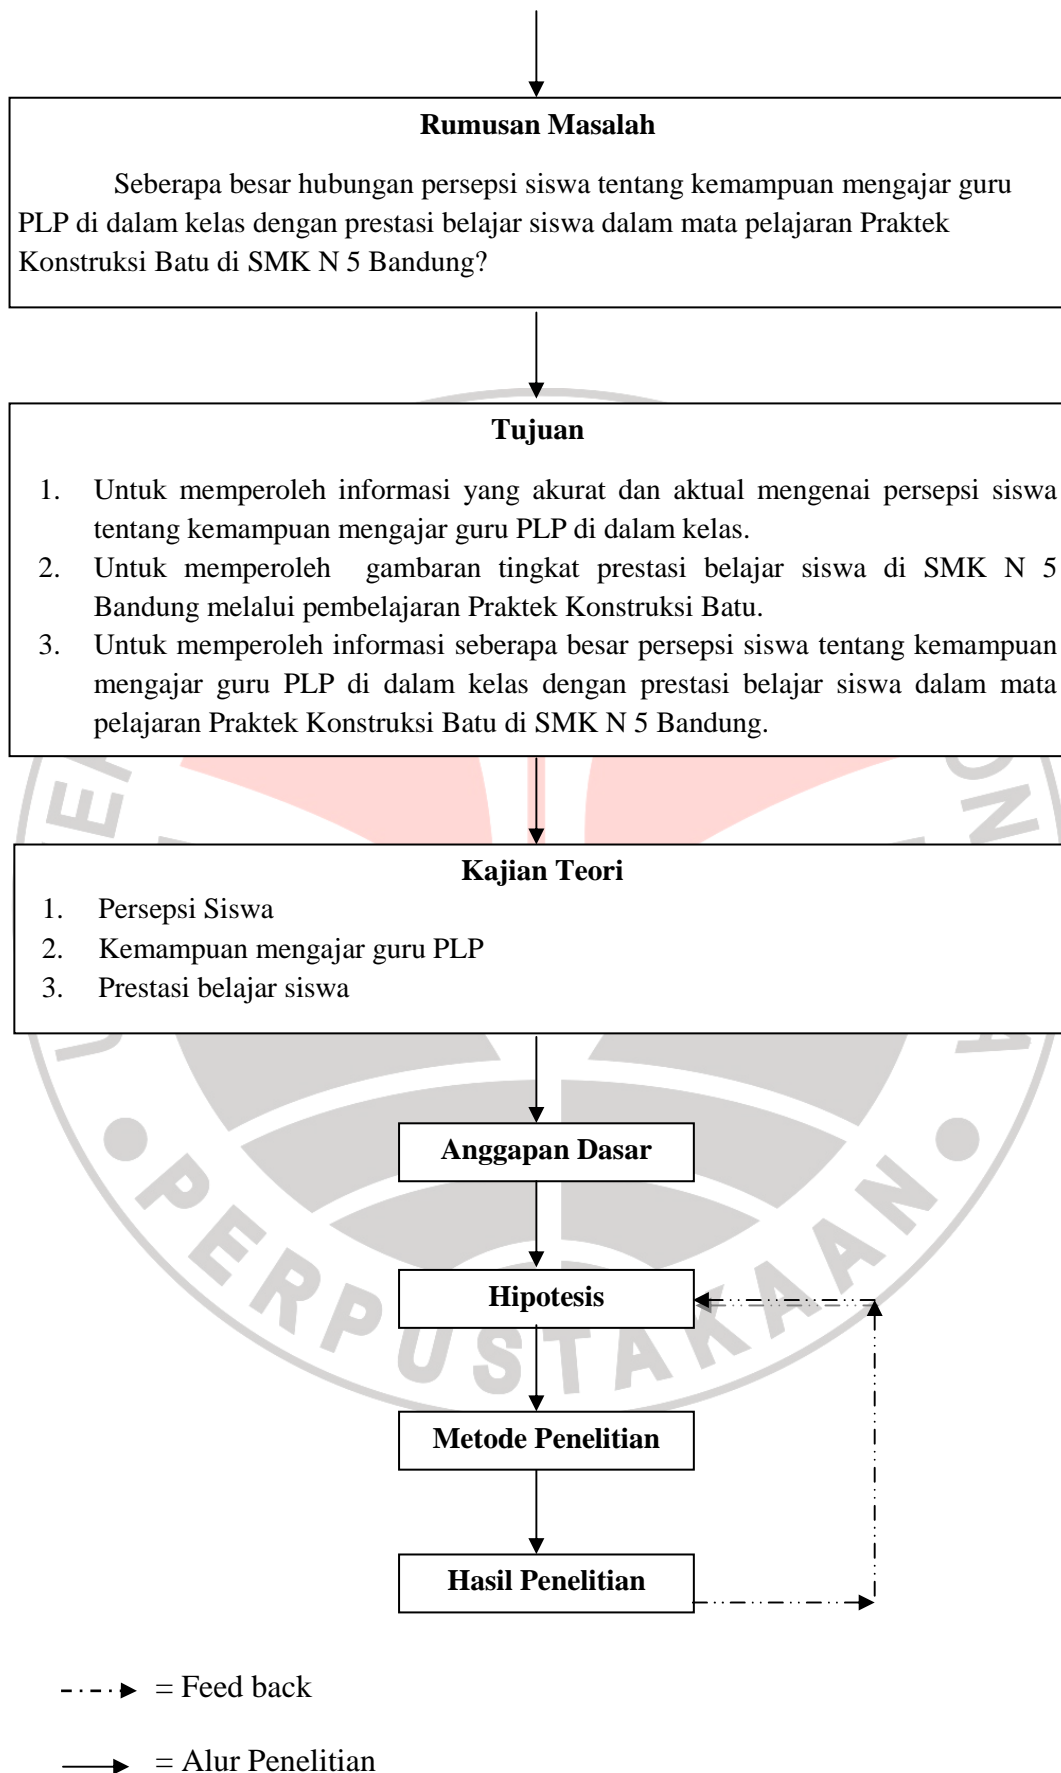 Rumusan Masalah
Seberapa besar hubungan persepsi siswa tentang kemampuan mengajar guru
PLP di dalam kelas dengan prestasi belajar siswa dalam mata pelajaran Praktek
Konstruksi Batu di SMK N 5 Bandung?
Tujuan
1. Untuk memperoleh informasi yang akurat dan aktual mengenai persepsi siswa
tentang kemampuan mengajar guru PLP di dalam kelas.
2. Untuk memperoleh gambaran tingkat prestasi belajar siswa di SMK N 5
Bandung melalui pembelajaran Praktek Konstruksi Batu.
3. Untuk memperoleh informasi seberapa besar persepsi siswa tentang kemampuan
mengajar guru PLP di dalam kelas dengan prestasi belajar siswa dalam mata
pelajaran Praktek Konstruksi Batu di SMK N 5 Bandung.
Kajian Teori
1. Persepsi Siswa
2. Kemampuan mengajar guru PLP
3. Prestasi belajar siswa
Anggapan Dasar
Hipotesis
Metode Penelitian
Hasil Penelitian
= Feed back
= Alur Penelitian
PERPUSTAKAAN